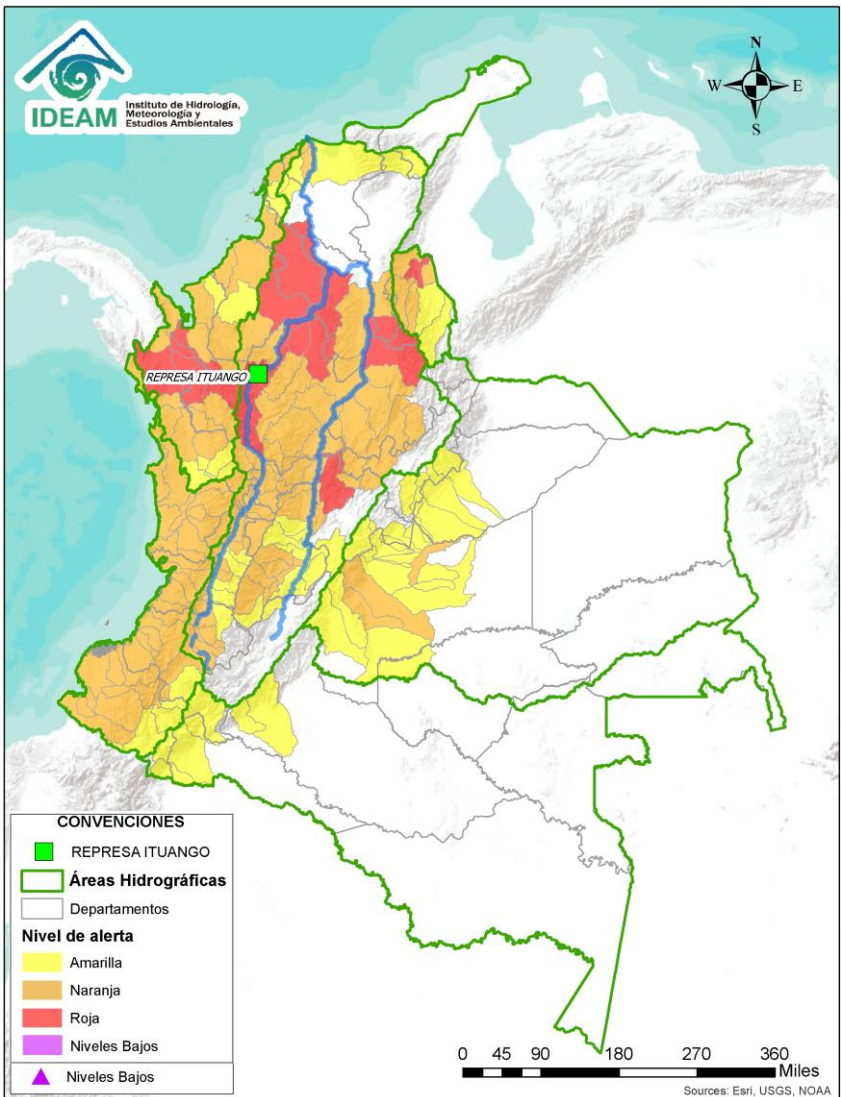 IDEAM
Instituto de Hidrología,
Meteorología y
Estudios Ambientales
N
W E
S
REPRESA ITUANGO
CONVENCIONES
REPRESA ITUANGO
Áreas Hidrográficas
Departamentos
Nivel de alerta
Amarilla
Naranja
Roja
Niveles Bajos
Niveles Bajos
0 45 90 180 270 360
Miles
Sources: Esri, USGS, NOAA